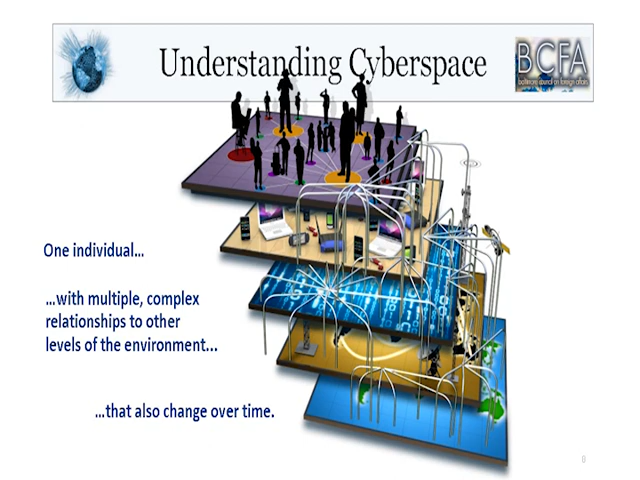 Understanding Cyberspace
BCFA
baltimore council on foreign affairs
One individual...
...with multiple, complex
relationships to other
levels of the environment...
...that also change over time.